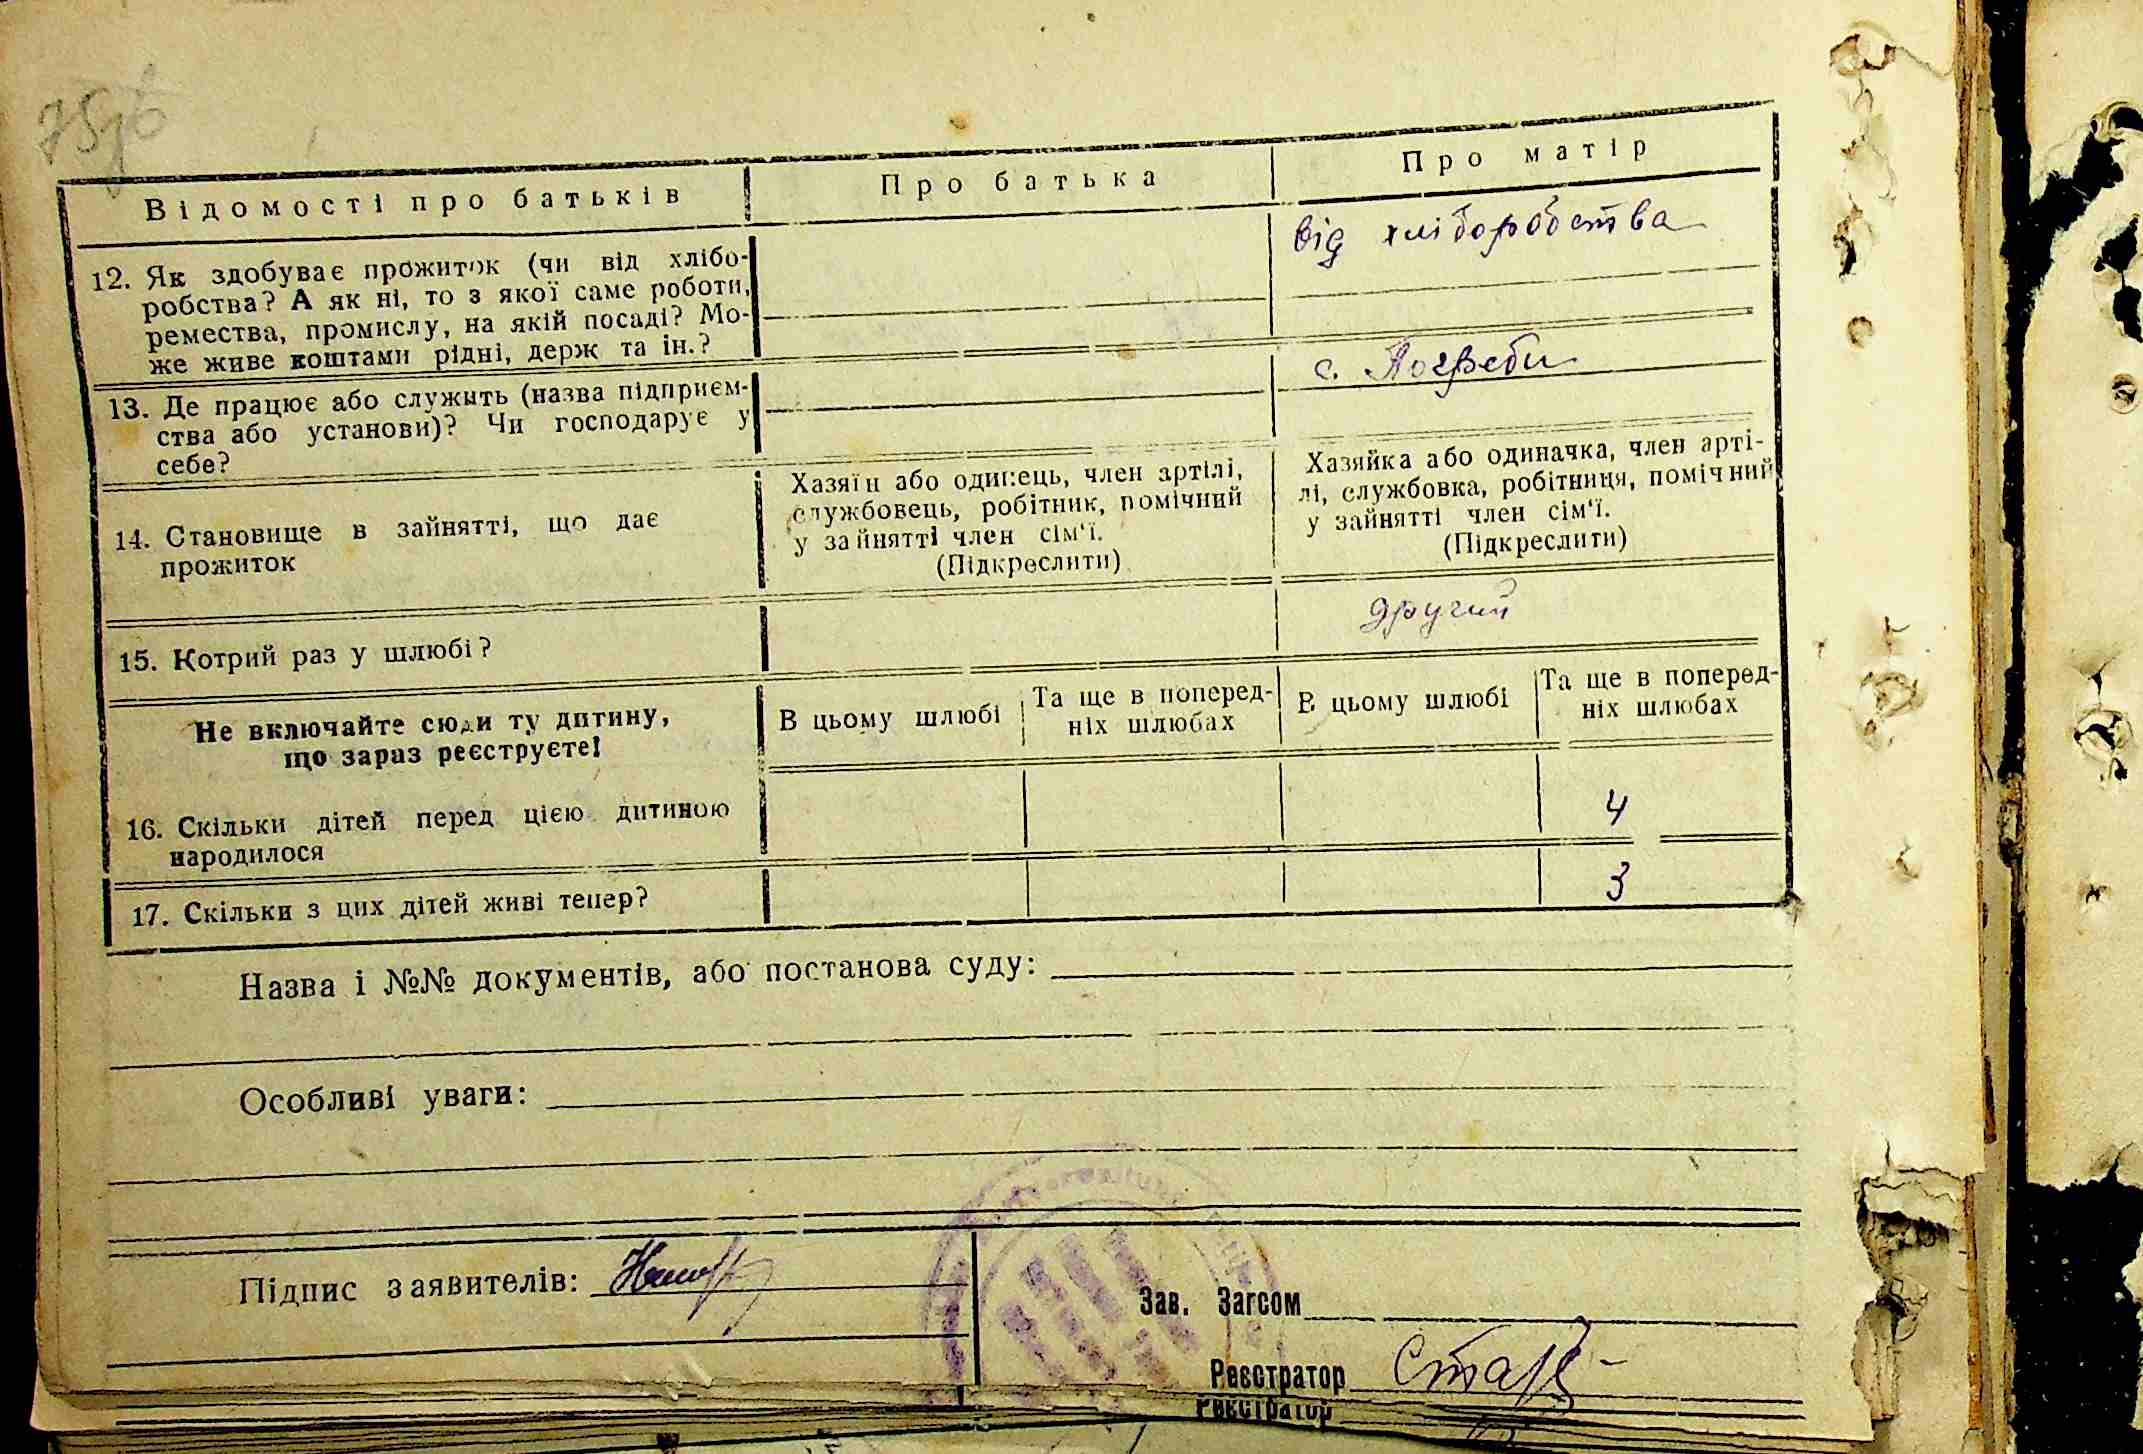 Відомості про батьків
Про батька
Про матір
12. Як здобуває прожиток (чи від хлібо-
робства? А як ні, то з якої саме роботи,
ремества, промислу, на якій посаді? Мо-
же живе коштами рідні, держ та ін.?
від хліборобства
13. Де працює або служить (назва підприєм-
ства або установи)? Чи господарує у
себе?
с. Погреби
14. Становище в зайнятті, що дає
прожиток
Хазяїн або одинець, член артілі,
службовець, робітник, помічний
у зайнятті член сім'ї.
(Підкреслити)
Хазяйка або одиначка, член арті-
лі, службовка, робітниця, помічний
у зайнятті член сім'ї.
(Підкреслити)
15. Котрий раз у шлюбі?
другий
Не включайте сюди ту дитину,
що зараз реєструєте!
В цьому шлюбі
Та ще в поперед-
ніх шлюбах
В цьому шлюбі
Та ще в поперед-
ніх шлюбах
16. Скільки дітей перед цією дитиною
народилося
4
17. Скільки з цих дітей живі тепер?
3
Назва і №№ документів, або постанова суду:
Особливі уваги:
Підпис заявителів:
Зав. Загсом
Реєстратор
Реєстратор